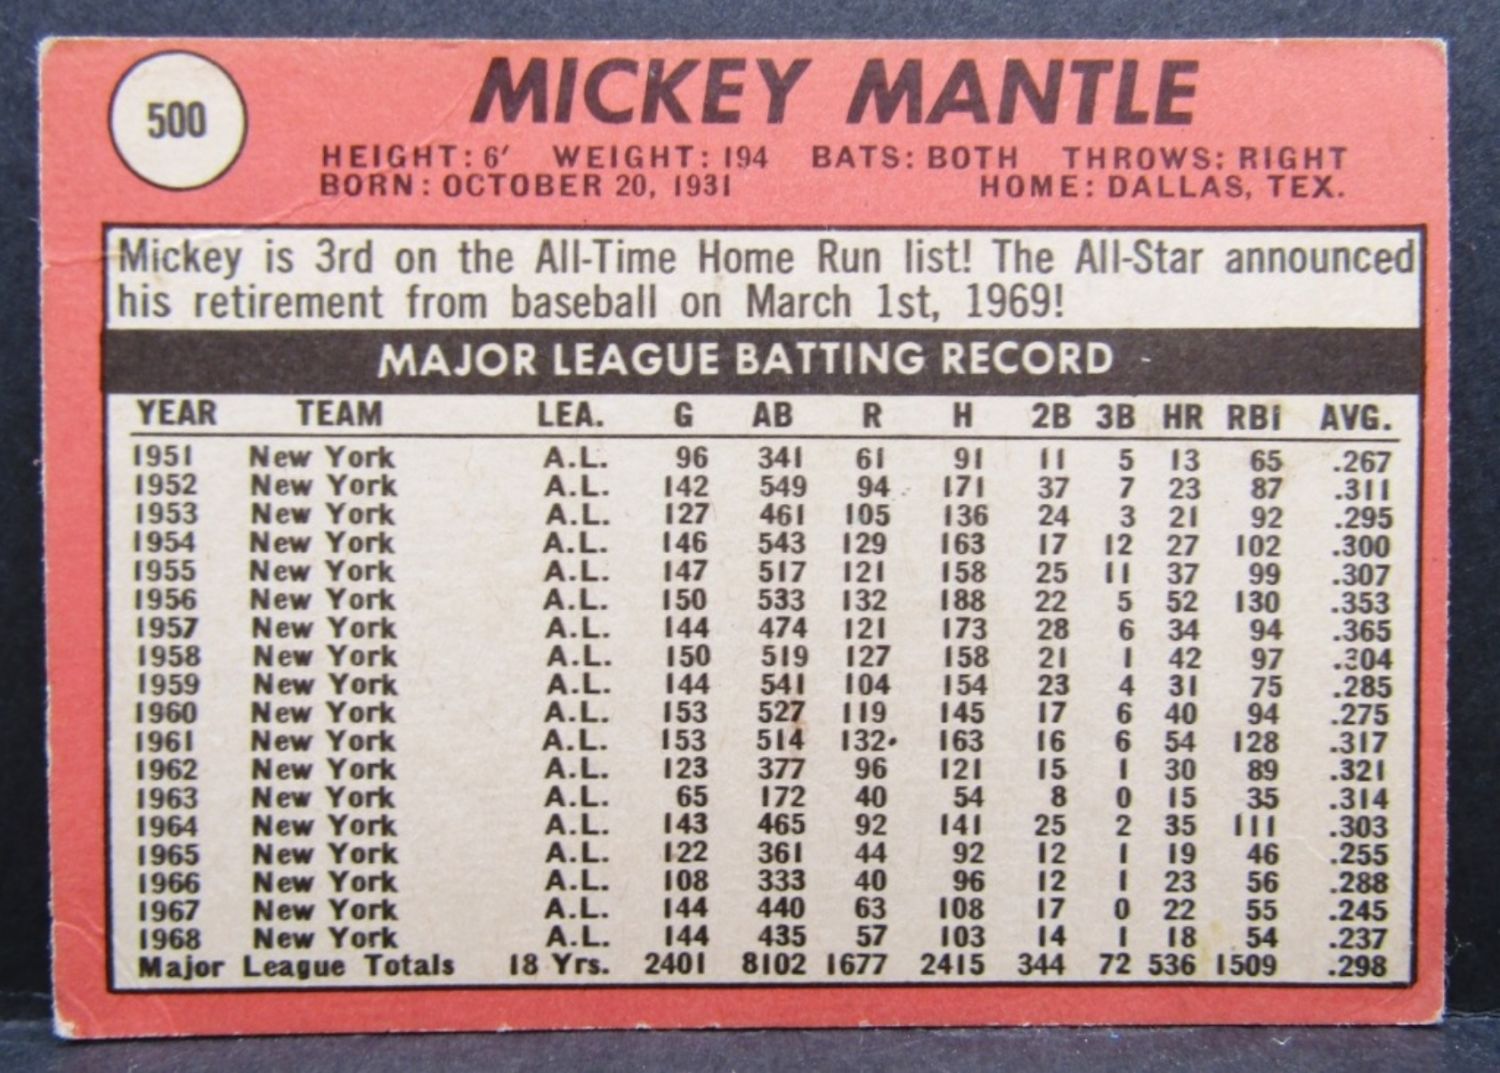 500
MICKEY MANTLE
HEIGHT: 6' WEIGHT: 194 BATS: BOTH THROWS: RIGHT
BORN: OCTOBER 20, 1931 HOME: DALLAS, TEX.
Mickey is 3rd on the All-Time Home Run list! The All-Star announced
his retirement from baseball on March 1st, 1969!
MAJOR LEAGUE BATTING RECORD
YEAR TEAM LEA. G AB R H 2B 3B HR RBI AVG.
1951 New York A.L. 96 341 61 91 11 5 13 65 .267
1952 New York A.L. 142 549 94 171 37 7 23 87 .311
1953 New York A.L. 127 461 105 136 24 3 21 92 .295
1954 New York A.L. 146 543 129 163 17 12 27 102 .300
1955 New York A.L. 147 517 121 158 25 11 37 99 .307
1956 New York A.L. 150 533 132 188 22 5 52 130 .353
1957 New York A.L. 144 474 121 173 28 6 34 94 .365
1958 New York A.L. 150 519 127 158 21 1 42 97 .304
1959 New York A.L. 144 541 104 154 23 4 31 75 .285
1960 New York A.L. 153 527 119 145 17 6 40 94 .275
1961 New York A.L. 153 514 132• 163 16 6 54 128 .317
1962 New York A.L. 123 377 96 121 15 1 30 89 .321
1963 New York A.L. 65 172 40 54 8 0 15 35 .314
1964 New York A.L. 143 465 92 141 25 2 35 111 .303
1965 New York A.L. 122 361 44 92 12 1 19 46 .255
1966 New York A.L. 108 333 40 96 12 1 23 56 .288
1967 New York A.L. 144 440 63 108 17 0 22 55 .245
1968 New York A.L. 144 435 57 103 14 1 18 54 .237
Major League Totals 18 Yrs. 2401 8102 1677 2415 344 72 536 1509 .298